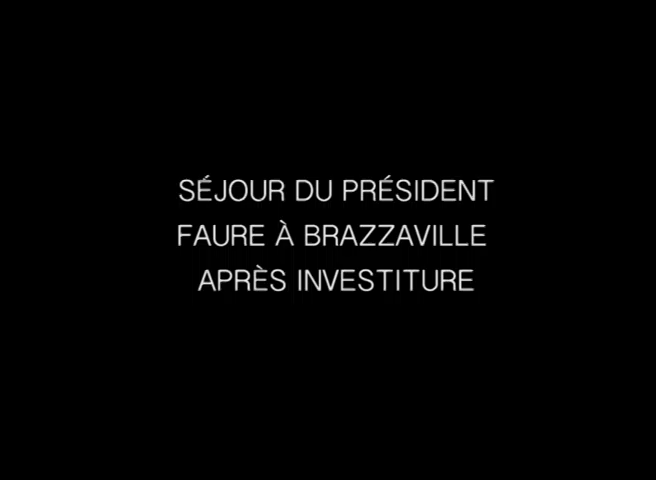 SÉJOUR DU PRÉSIDENT
FAURE À BRAZZAVILLE
APRÈS INVESTITURE